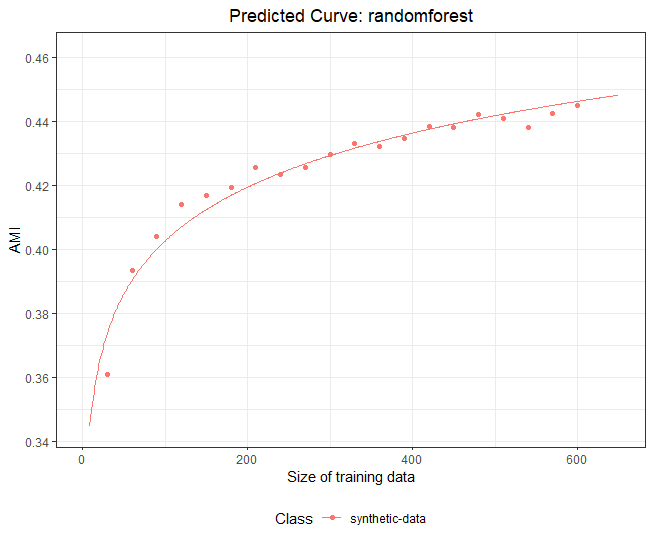 Predicted Curve: randomforest
0.46
0.44
0.42
0.40
0.38
0.36
0.34
AMI
0 200 400 600
Size of training data
Class synthetic-data